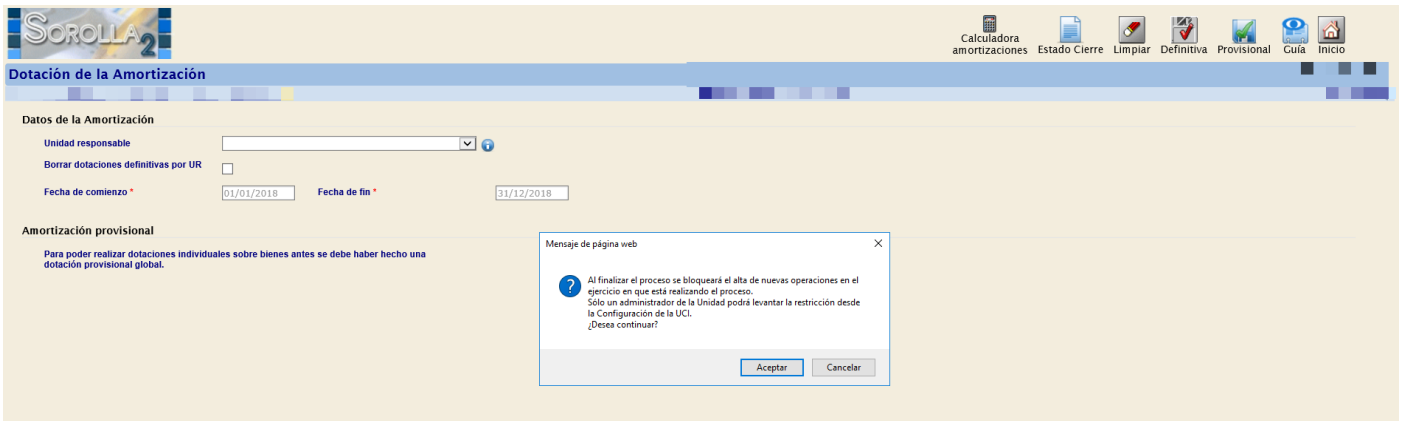 SOROLLA2
Calculadora
amortizaciones
Estado Cierre
Limpiar
Definitiva
Provisional
Guía
Inicio
Dotación de la Amortización
Datos de la Amortización
Unidad responsable
Borrar dotaciones definitivas por UR
Fecha de comienzo * 01/01/2018 Fecha de fin * 31/12/2018
Amortización provisional
Para poder realizar dotaciones individuales sobre bienes antes se debe haber hecho una
dotación provisional global.
Mensaje de página web
Al finalizar el proceso se bloqueará el alta de nuevas operaciones en el
ejercicio en que está realizando el proceso.
Sólo un administrador de la Unidad podrá levantar la restricción desde
la Configuración de la UCI.
¿Desea continuar?
Aceptar Cancelar